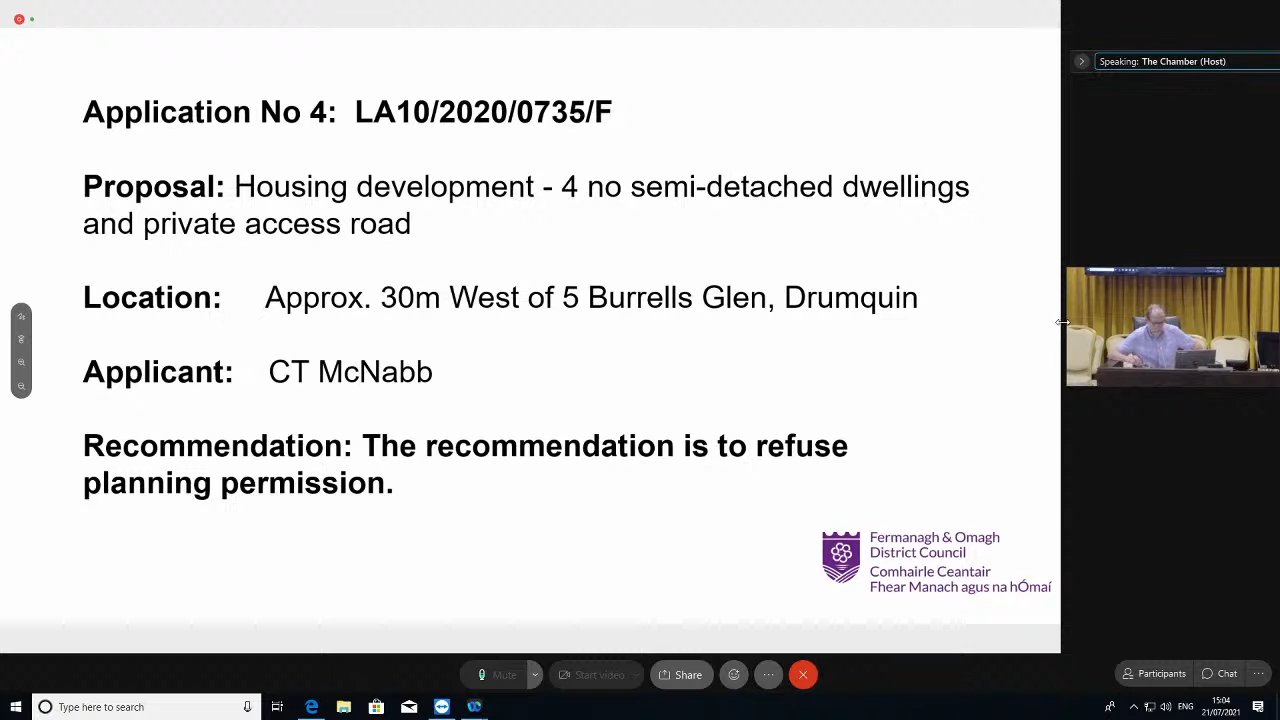 Speaking: The Chamber (Host)
Application No 4: LA10/2020/0735/F
Proposal: Housing development - 4 no semi-detached dwellings
and private access road
Location: Approx. 30m West of 5 Burrells Glen, Drumquin
Applicant: CT McNabb
Recommendation: The recommendation is to refuse
planning permission.
Fermanagh & Omagh
District Council
Comhairle Ceantair
Fhear Manach agus na hÓmaí
Mute
Start video
Share
Participants
Chat
Type here to search
ENG
15:04
21/07/2021